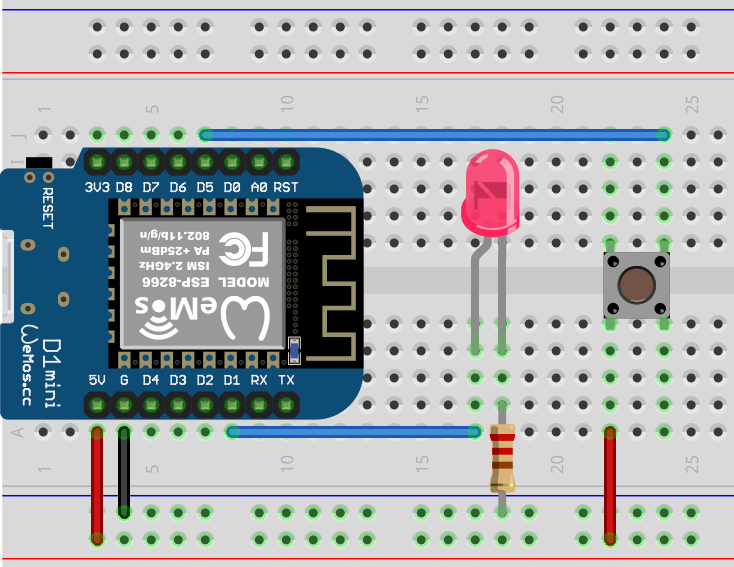 1 5 10 15 20 25
J
I
3V3 D8 D7 D6 D5 D0 A0 RST
RESET
802.11b/g/n
PA +25dBm
ISM 2.4GHz
FC
MODEL ESP-8266
WeMos
D1 mini
WeMos.cc
5V G D4 D3 D2 D1 RX TX
A
1 5 10 15 20 25